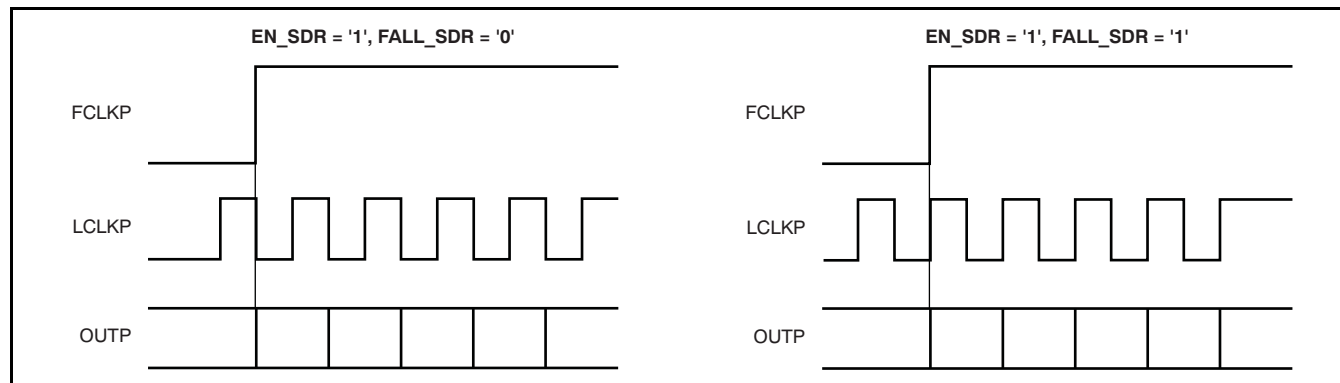 EN_SDR = '1', FALL_SDR = '0'
FCLKP
LCLKP
OUTP
EN_SDR = '1', FALL_SDR = '1'
FCLKP
LCLKP
OUTP